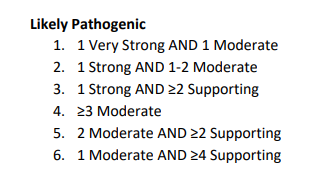 Likely Pathogenic
1. 1 Very Strong AND 1 Moderate
2. 1 Strong AND 1-2 Moderate
3. 1 Strong AND ≥2 Supporting
4. ≥3 Moderate
5. 2 Moderate AND ≥2 Supporting
6. 1 Moderate AND ≥4 Supporting